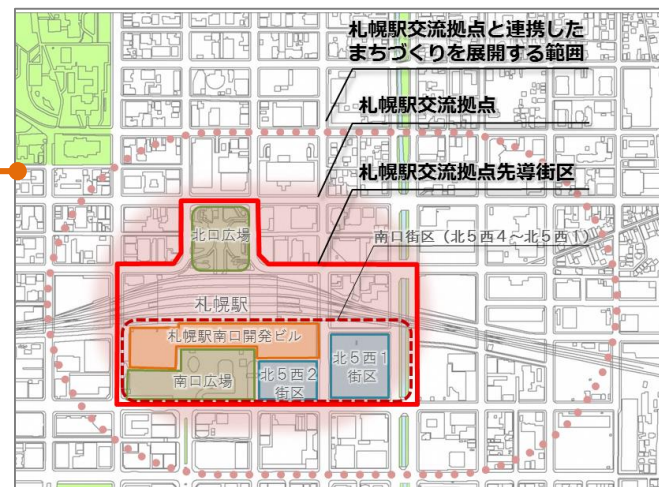 札幌駅交流拠点と連携した
まちづくりを展開する範囲
札幌駅交流拠点
札幌駅交流拠点先導街区
北口広場
南口街区（北5西4～北5西1）
札幌駅
札幌駅南口開発ビル
北5西1
街区
南口広場
北5西2
街区